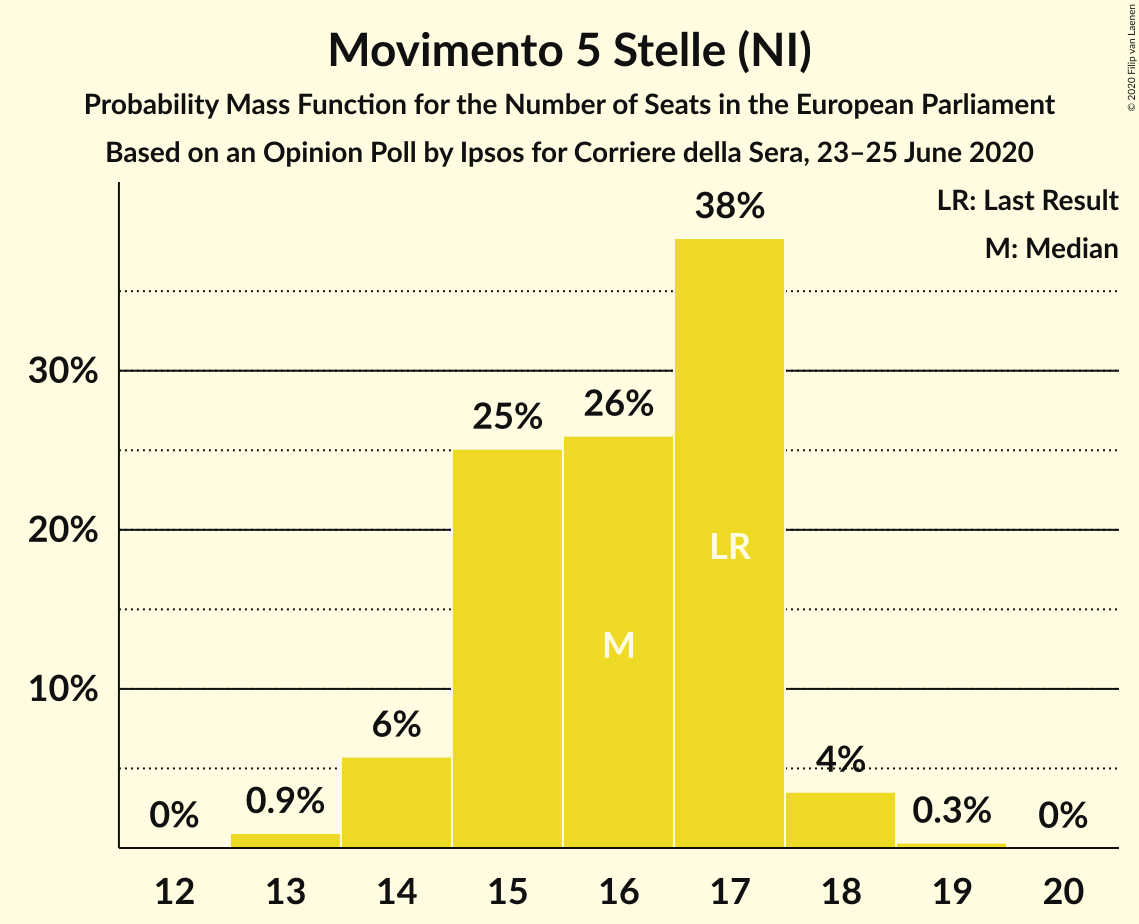 Movimento 5 Stelle (NI)
Probability Mass Function for the Number of Seats in the European Parliament
Based on an Opinion Poll by Ipsos for Corriere della Sera, 23–25 June 2020
© 2020 Filip van Laenen
LR: Last Result
M: Median
38%
30%
25%
26%
20%
LR
M
10%
6%
4%
0%
0.9%
0.3%
0%
12 13 14 15 16 17 18 19 20